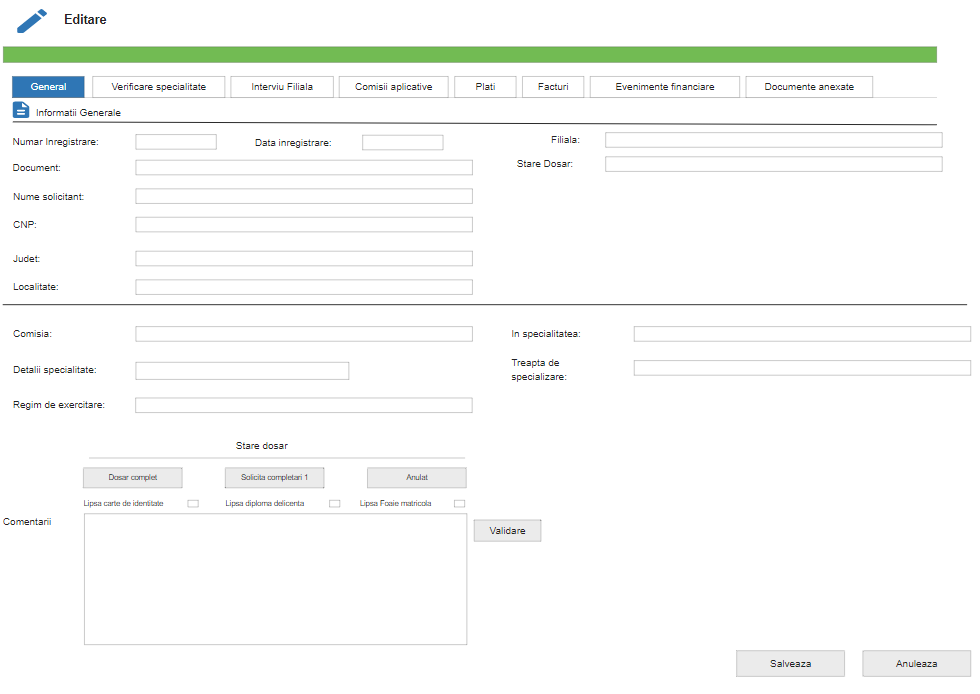 Editare
General
Verificare specialitate
Interviu Filiala
Comisii aplicative
Plati
Facturi
Evenimente financiare
Documente anexate
Informatii Generale
Numar Inregistrare:
Data inregistrare:
Filiala:
Document:
Stare Dosar:
Nume solicitant:
CNP:
Judet:
Localitate:
Comisia:
In specialitatea:
Detalii specialitate:
Treapta de
specializare:
Regim de exercitare:
Stare dosar
Dosar complet
Solicita completari 1
Anulat
Lipsa carte de identitate
Lipsa diploma delicenta
Lipsa Foaie matricola
Comentarii
Validare
Salveaza
Anuleaza